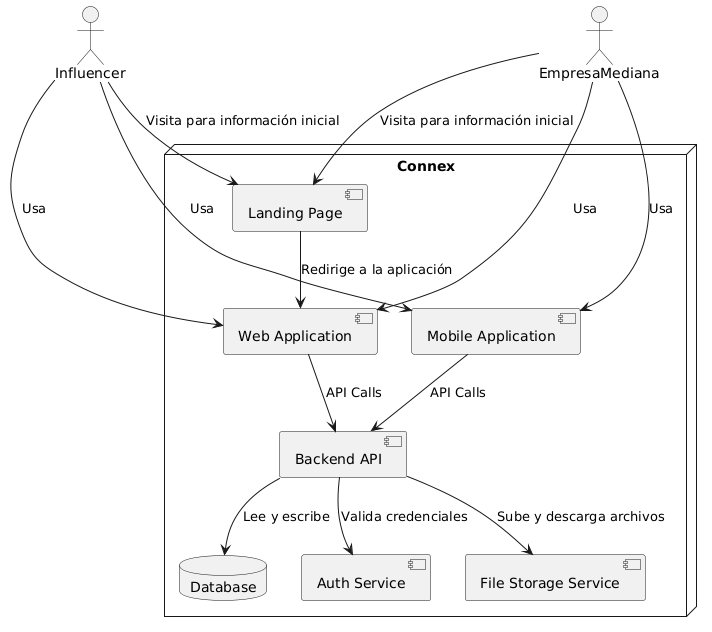 Influencer
EmpresaMediana
Visita para información inicial
Visita para información inicial
Connex
Usa
Usa
Landing Page
Usa
Usa
Redirige a la aplicación
Web Application
Mobile Application
API Calls
API Calls
Backend API
Lee y escribe
Valida credenciales
Sube y descarga archivos
Database
Auth Service
File Storage Service